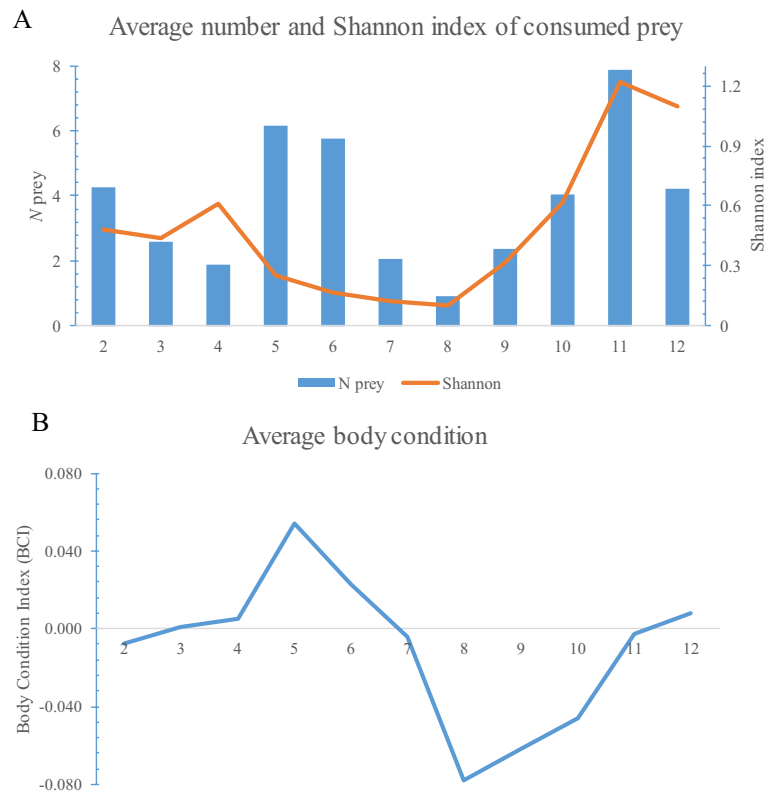 A
Average number and Shannon index of consumed prey
8
6
4
2
0
N prey
1.2
0.9
0.6
0.3
0
Shannon index
2 3 4 5 6 7 8 9 10 11 12
N prey Shannon
B
Average body condition
0.080
0.040
0.000
-0.040
-0.080
Body Condition Index (BCI)
2 3 4 5 6 7 8 9 10 11 12